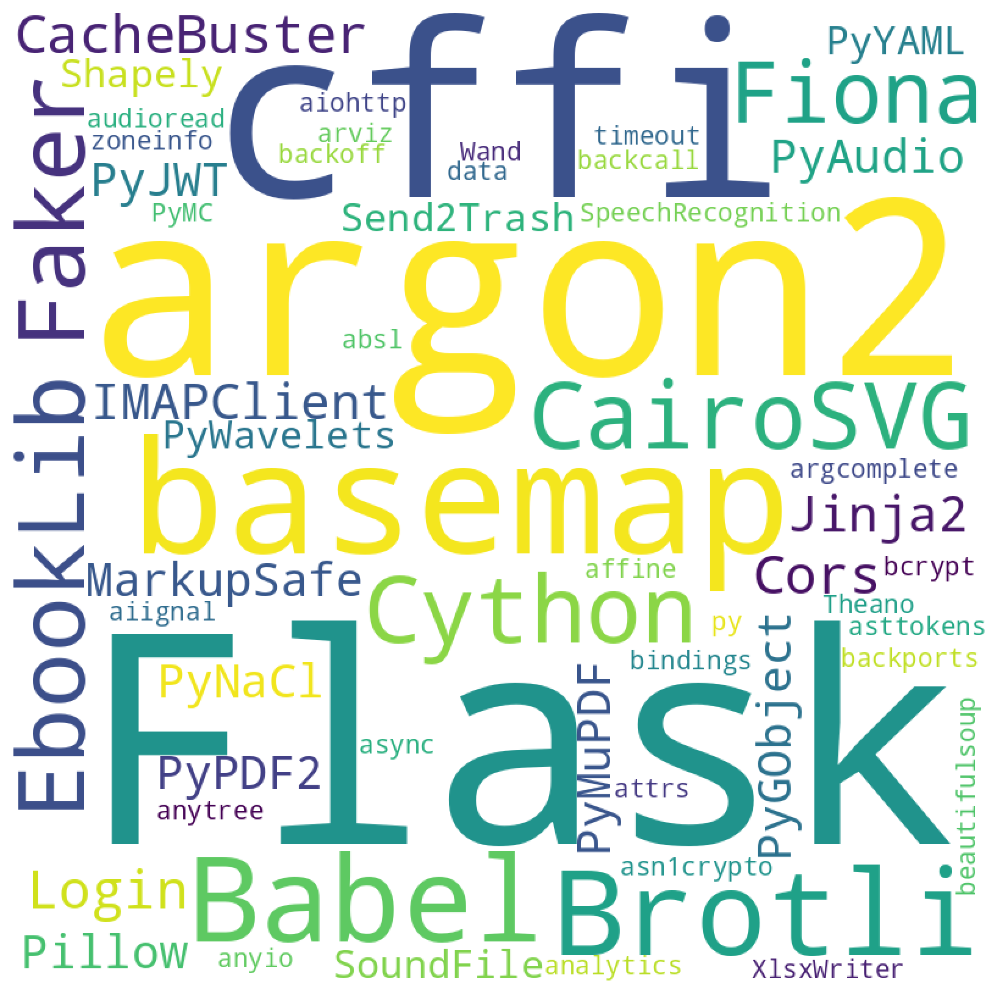 CacheBuster
cffi
PyYAML
Shapely
Fiona
aiohttp
audioread
arviz
timeout
zoneinfo
backoff
Wand
backcall
PyAudio
data
PyJWT
PyMC
Send2Trash
SpeechRecognition
Faker
argon2
absl
IMAPClient
CairoSVG
PyWavelets
basemap
argcomplete
Jinja2
EbookLib
MarkupSafe
Cython
affine
Cors
bcrypt
aiignal
Theano
py
asttokens
Flask
PyNaCl
bindings
backports
PyGObject
PyMuPDF
async
PyPDF2
attrs
anytree
beautifulsoup
Login
Babel
asn1crypto
Brotli
Pillow
anyio
SoundFile
analytics
XlsxWriter